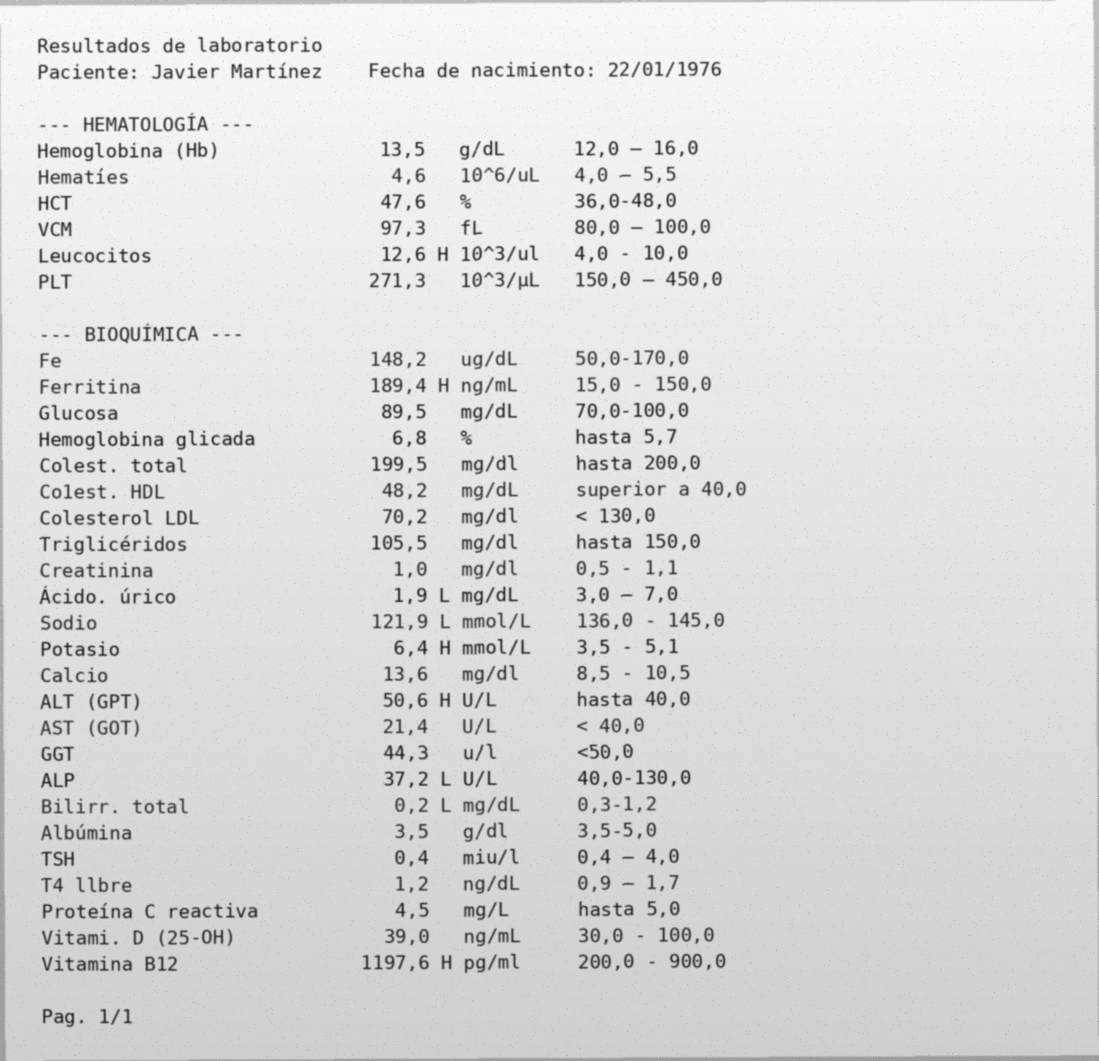 Resultados de laboratorio
Paciente: Javier Martínez    Fecha de nacimiento: 22/01/1976
--- HEMATOLOGÍA ---
Hemoglobina (Hb) 13,5 g/dL 12,0 – 16,0
Hematíes 4,6 10^6/uL 4,0 – 5,5
HCT 47,6 % 36,0-48,0
VCM 97,3 fL 80,0 – 100,0
Leucocitos 12,6 H 10^3/ul 4,0 - 10,0
PLT 271,3 10^3/µL 150,0 – 450,0
--- BIOQUÍMICA ---
Fe 148,2 ug/dL 50,0-170,0
Ferritina 189,4 H ng/mL 15,0 - 150,0
Glucosa 89,5 mg/dL 70,0-100,0
Hemoglobina glicada 6,8 % hasta 5,7
Colest. total 199,5 mg/dl hasta 200,0
Co1est. HDL 48,2 mg/dL superior a 40,0
Colesterol LDL 70,2 mg/dl < 130,0
Triglicéridos 105,5 mg/dl hasta 150,0
Creatinina 1,0 mg/dl 0,5 - 1,1
Ácido. úrico 1,9 L mg/dL 3,0 – 7,0
Sodio 121,9 L mmol/L 136,0 - 145,0
Potasio 6,4 H mmol/L 3,5 - 5,1
Calcio 13,6 mg/dl 8,5 - 10,5
ALT (GPT) 50,6 H U/L hasta 40,0
AST (GOT) 21,4 U/L < 40,0
GGT 44,3 u/l <50,0
ALP 37,2 L U/L 40,0-130,0
Bilirr. total 0,2 L mg/dL 0,3-1,2
Albúmina 3,5 g/dl 3,5-5,0
TSH 0,4 miu/l 0,4 – 4,0
T4 llbre 1,2 ng/dL 0,9 – 1,7
Proteína C reactiva 4,5 mg/L hasta 5,0
Vitami. D (25-OH) 39,0 ng/mL 30,0 - 100,0
Vitamina B12 1197,6 H pg/ml 200,0 - 900,0
Pag. 1/1